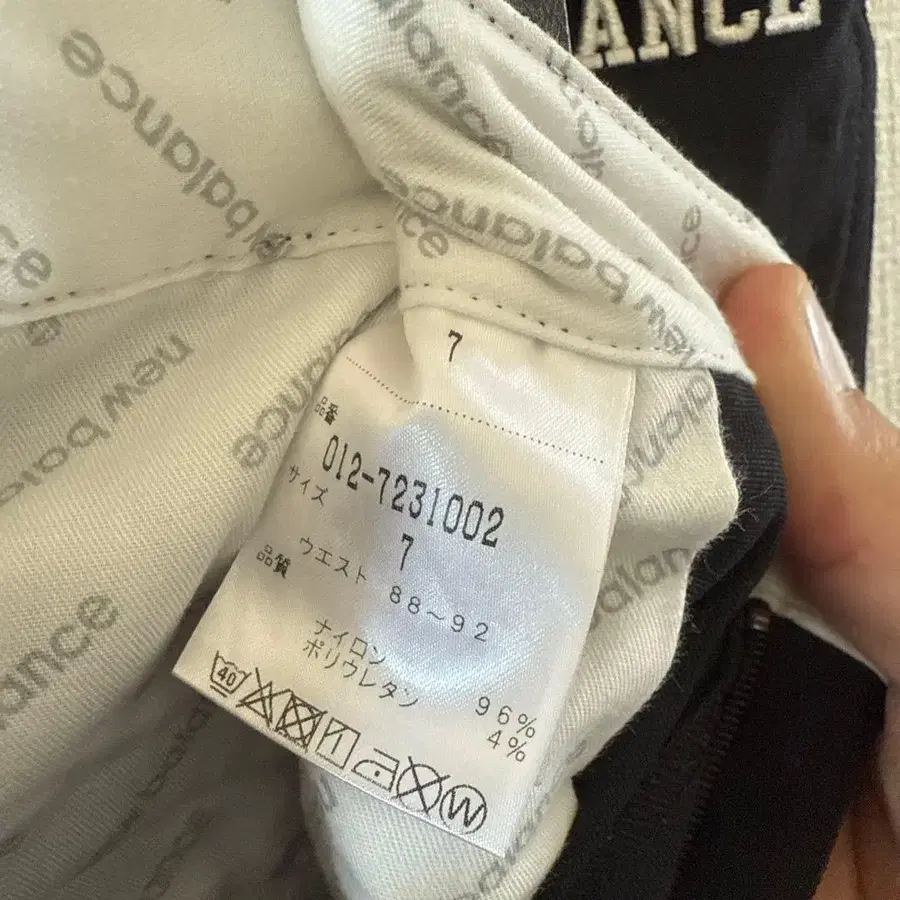 ANCE
new balance
new balance
new balance
new balance
balance
ance
7
品番
012-7231002
サイズ
7
ウエスト
88～92
品質
ナイロン 96%
ポリウレタン 4%
40
W